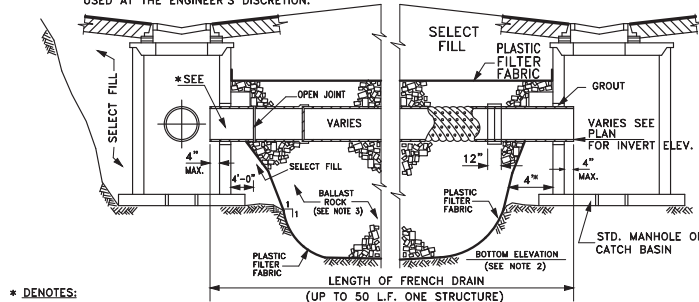 USED AT THE ENGINEER'S DISCRETION.
SELECT
FILL
PLASTIC
FILTER
FABRIC
SELECT FILL
*SEE
OPEN JOINT
GROUT
VARIES
VARIES SEE
PLAN
FOR INVERT ELEV.
4"
MAX.
4'-0"
SELECT FILL
1
1
BALLAST
ROCK
(SEE NOTE 3)
12"
PLASTIC
FILTER
FABRIC
4"*
4"
MAX.
PLASTIC
FILTER
FABRIC
BOTTOM ELEVATION
(SEE NOTE 2)
STD. MANHOLE OR
CATCH BASIN
LENGTH OF FRENCH DRAIN
(UP TO 50 L.F. ONE STRUCTURE)
* DENOTES: